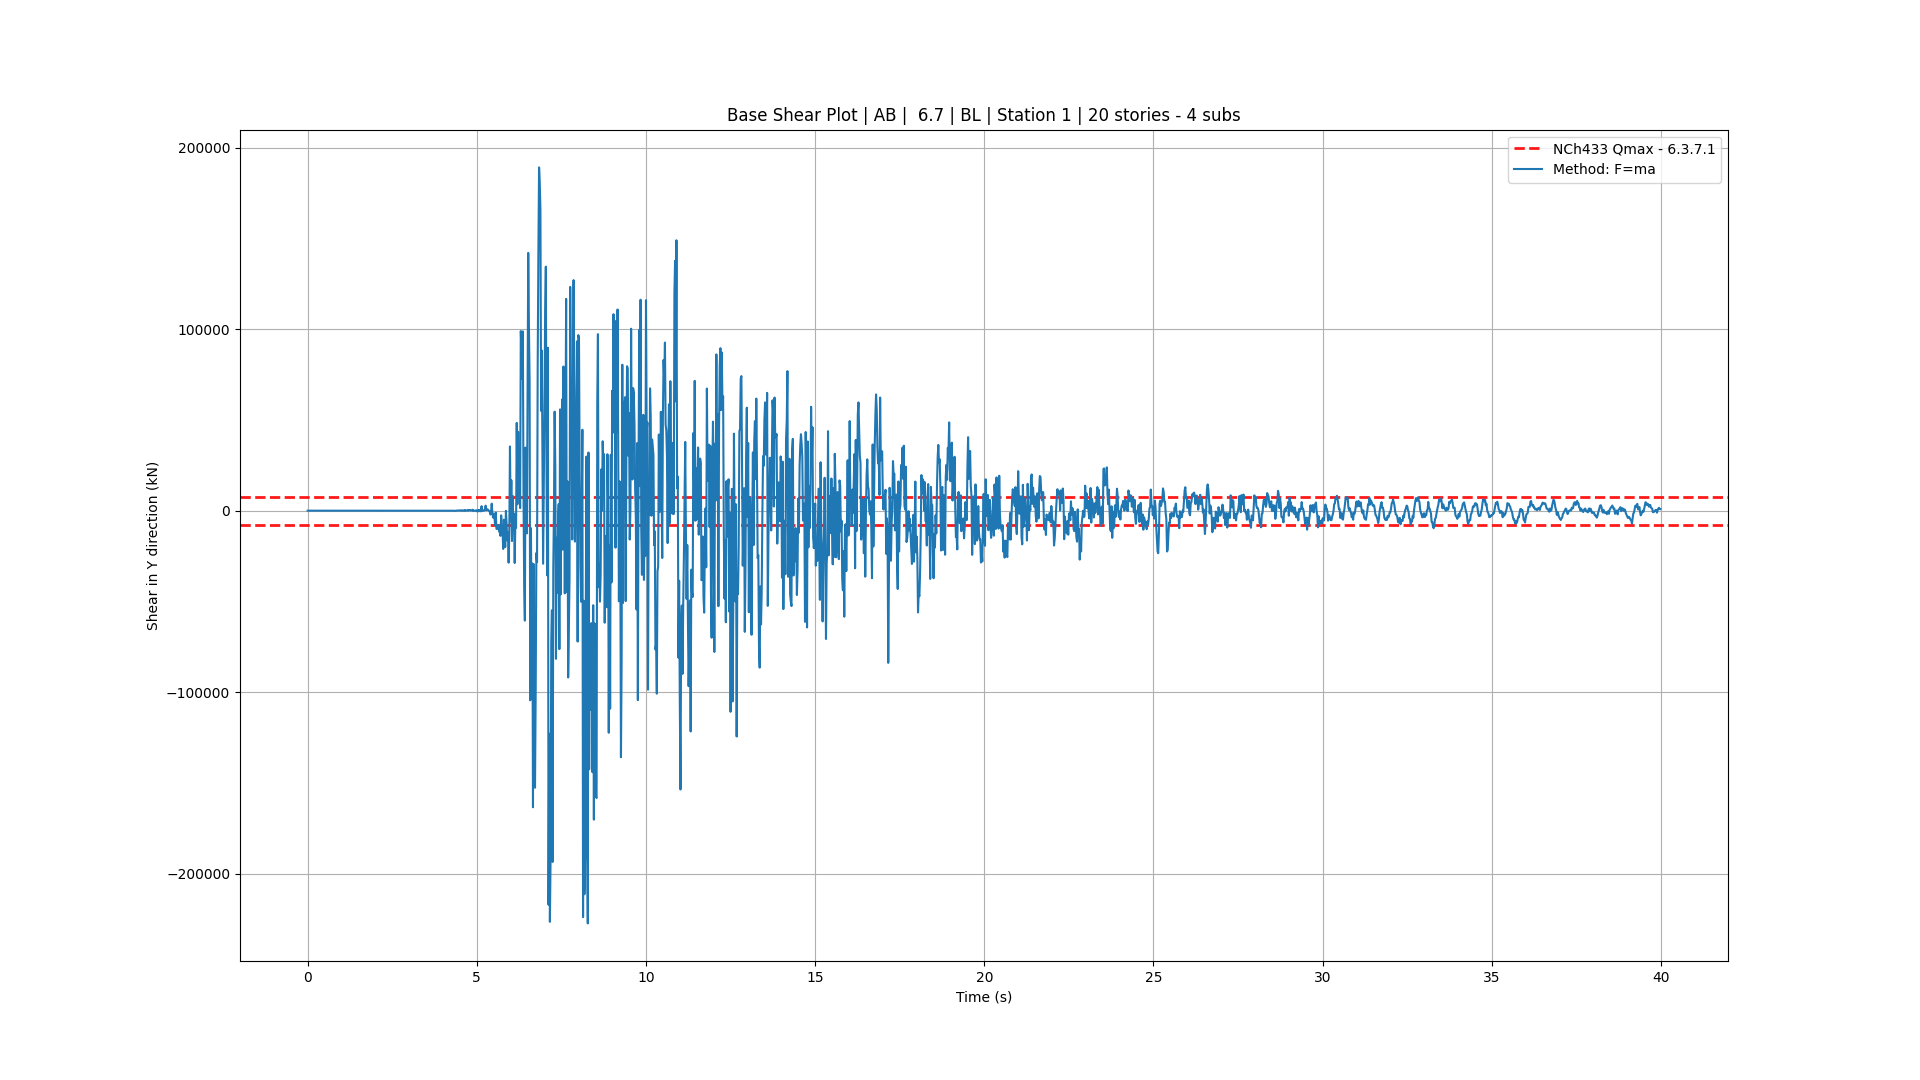 Base Shear Plot | AB |  6.7 | BL | Station 1 | 20 stories - 4 subs
NCh433 Qmax - 6.3.7.1
Method: F=ma
200000
100000
0
−100000
−200000
Shear in Y direction (kN)
0 5 10 15 20 25 30 35 40
Time (s)